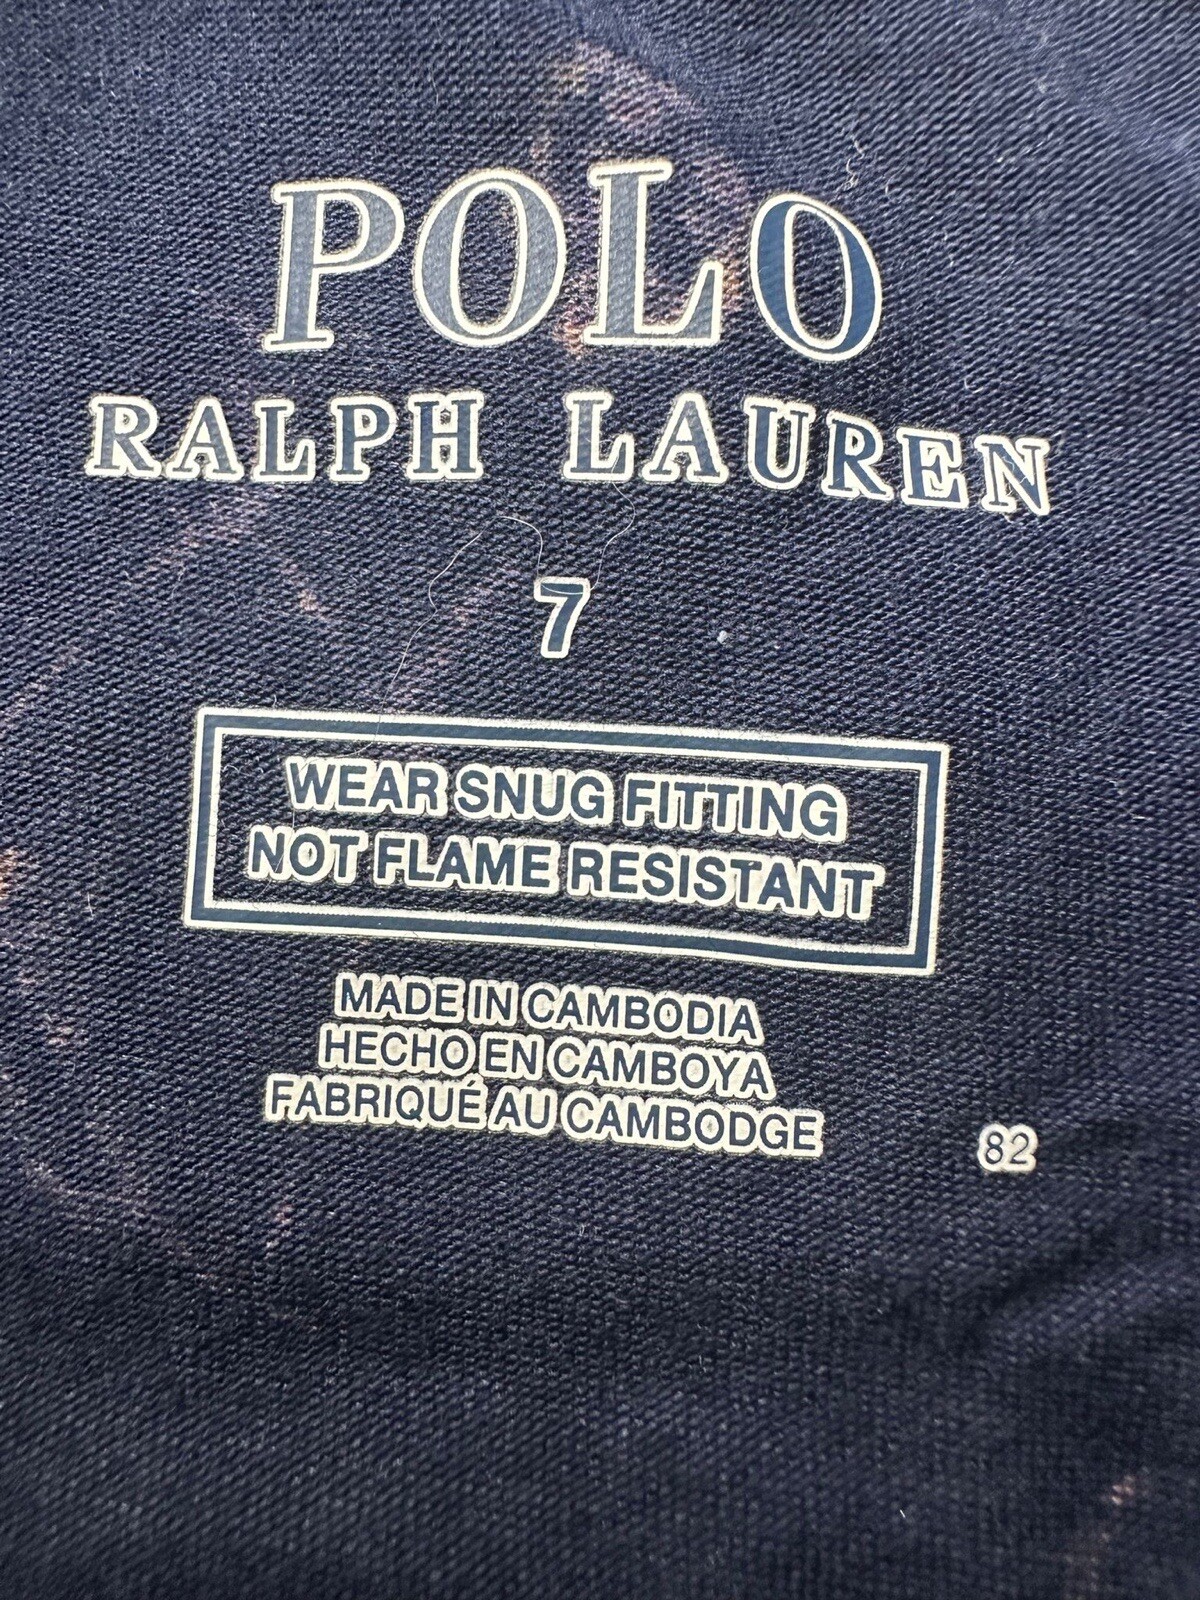 POLO
RALPH LAUREN
7
WEAR SNUG FITTING
NOT FLAME RESISTANT
MADE IN CAMBODIA
HECHO EN CAMBOYA
FABRIQUÉ AU CAMBODGE
82